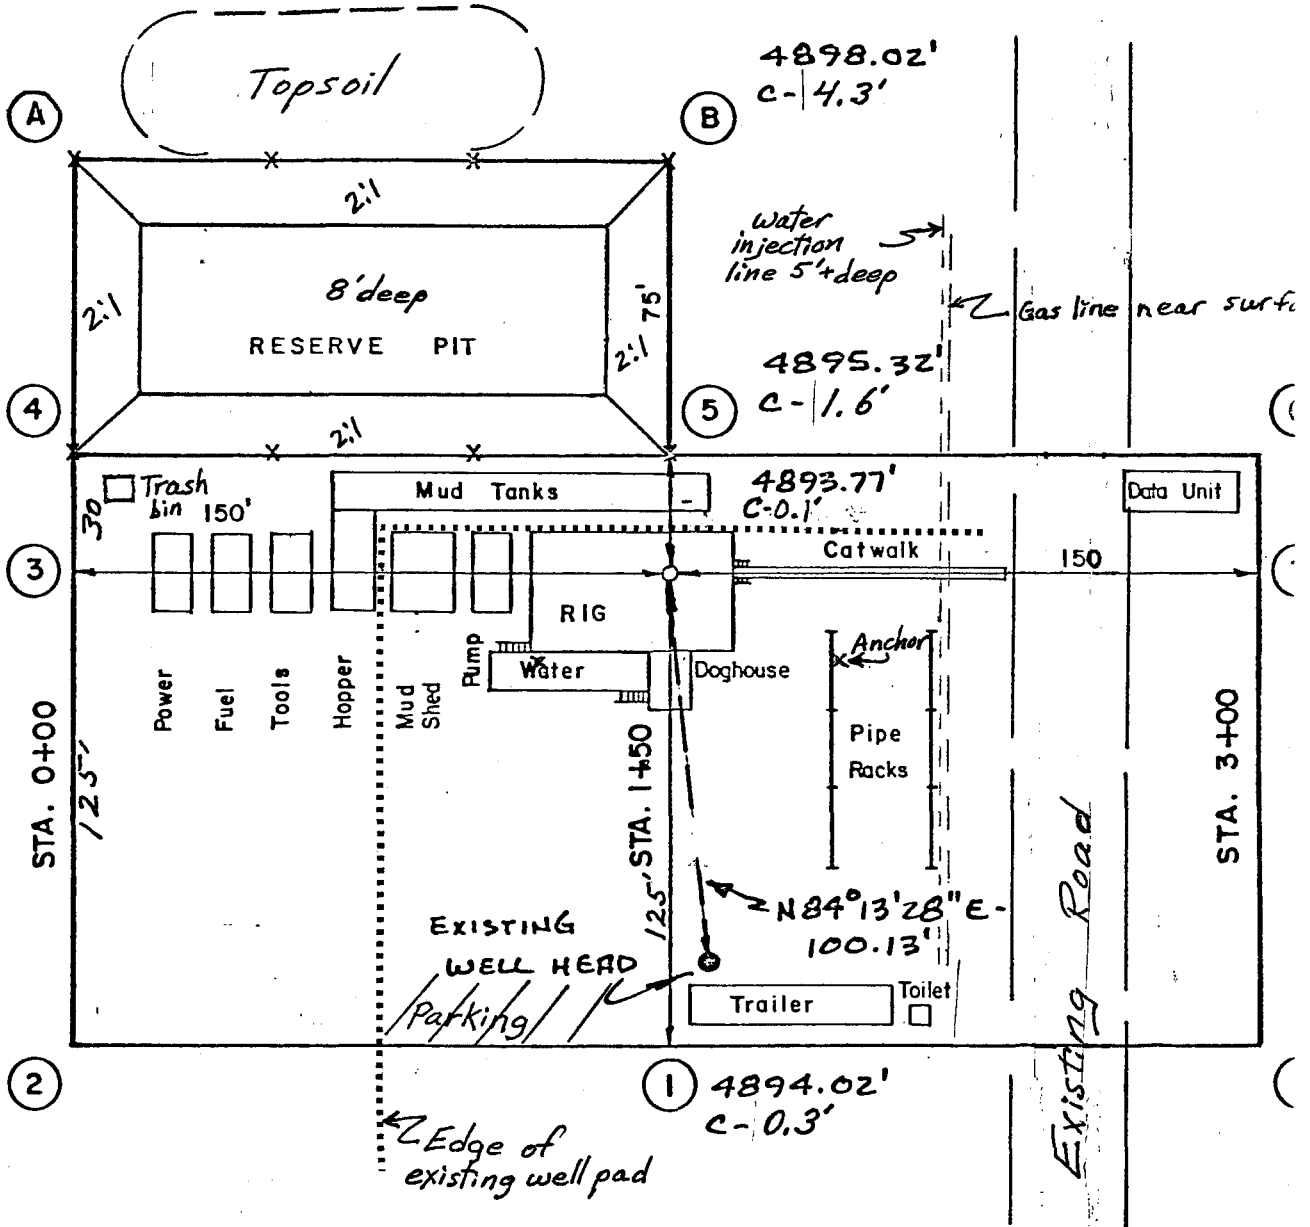 Topsoil
4898.02'
C-4.3'
A
B
2:1
water
injection
line 5'+deep
8'deep
2:1
75'
Gas line near surf
RESERVE PIT
2:1
4895.32'
C-1.6'
4
5
2:1
Trash
bin
150'
Mud Tanks
4893.77'
C-0.1'
Data Unit
30
3
Catwalk
150
RIG
Anchor
Pump
Water
Doghouse
Power
Fuel
Tools
Hopper
Mud
Shed
Pipe
Racks
STA. 0+00
125'
STA. 1+50
125'
STA. 3+00
N84°13'28"E-
100.13'
EXISTING
WELL HEAD
Parking
Trailer
Toilet
Existing Road
2
1
4894.02'
C-0.3'
Edge of
existing well pad